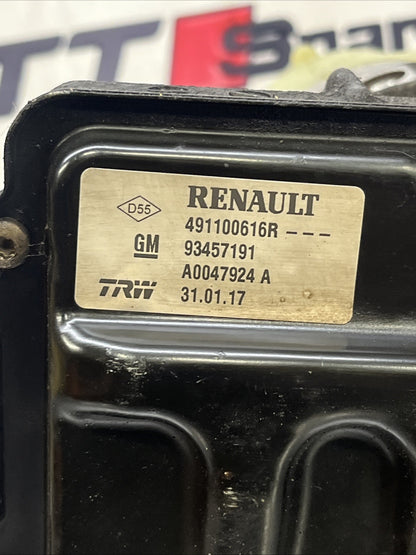 D55
RENAULT
491100616R ---
GM 93457191
A0047924 A
TRW 31.01.17